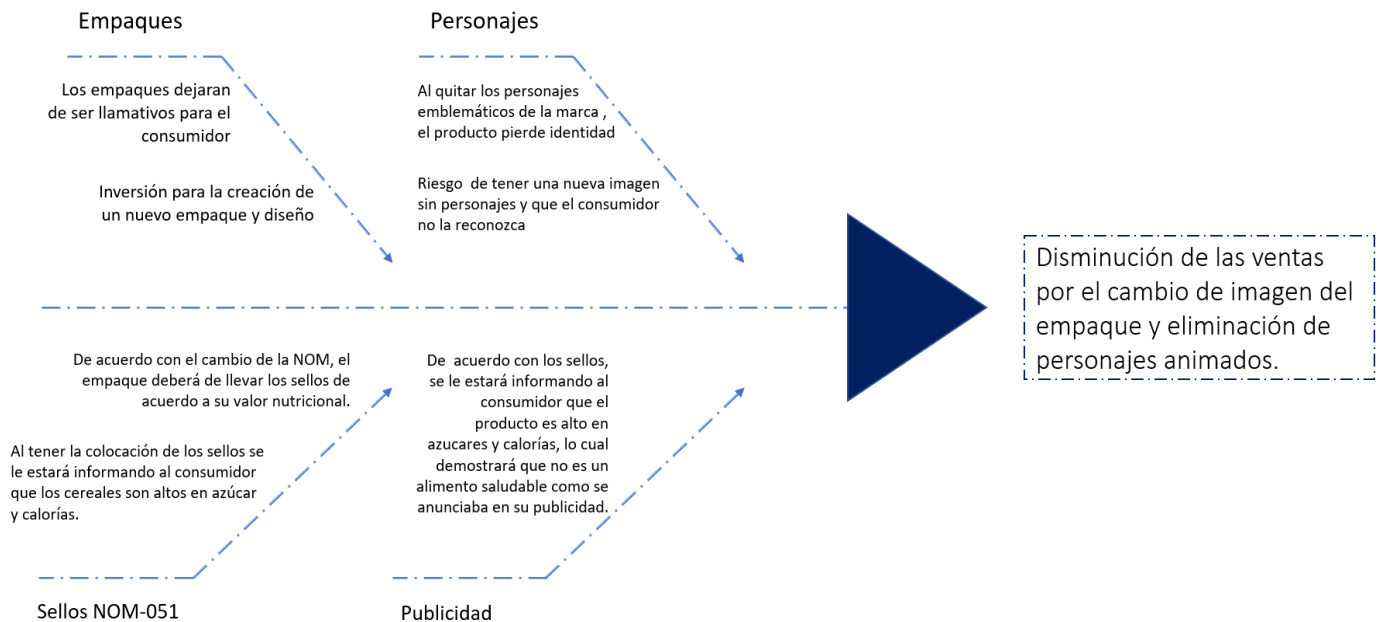 Empaques
Los empaques dejaran
de ser llamativos para el
consumidor
Inversión para la creación de
un nuevo empaque y diseño
Personajes
Al quitar los personajes
emblemáticos de la marca ,
el producto pierde identidad
Riesgo de tener una nueva imagen
sin personajes y que el consumidor
no la reconozca
De acuerdo con el cambio de la NOM, el
empaque deberá de llevar los sellos de
acuerdo a su valor nutricional.
Al tener la colocación de los sellos se
le estará informando al consumidor
que los cereales son altos en azúcar
y calorías.
Sellos NOM-051
De acuerdo con los sellos,
se le estará informando al
consumidor que el
producto es alto en
azucares y calorías, lo cual
demostrará que no es un
alimento saludable como se
anunciaba en su publicidad.
Publicidad
Disminución de las ventas
por el cambio de imagen del
empaque y eliminación de
personajes animados.